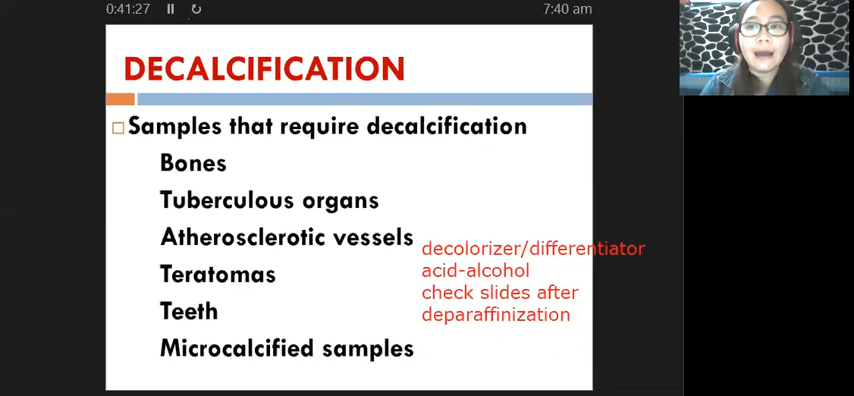 0:41:27
7:40 am
DECALCIFICATION
Samples that require decalcification
Bones
Tuberculous organs
Atherosclerotic vessels
Teratomas
Teeth
Microcalcified samples
decolorizer/differentiator
acid-alcohol
check slides after
deparaffinization